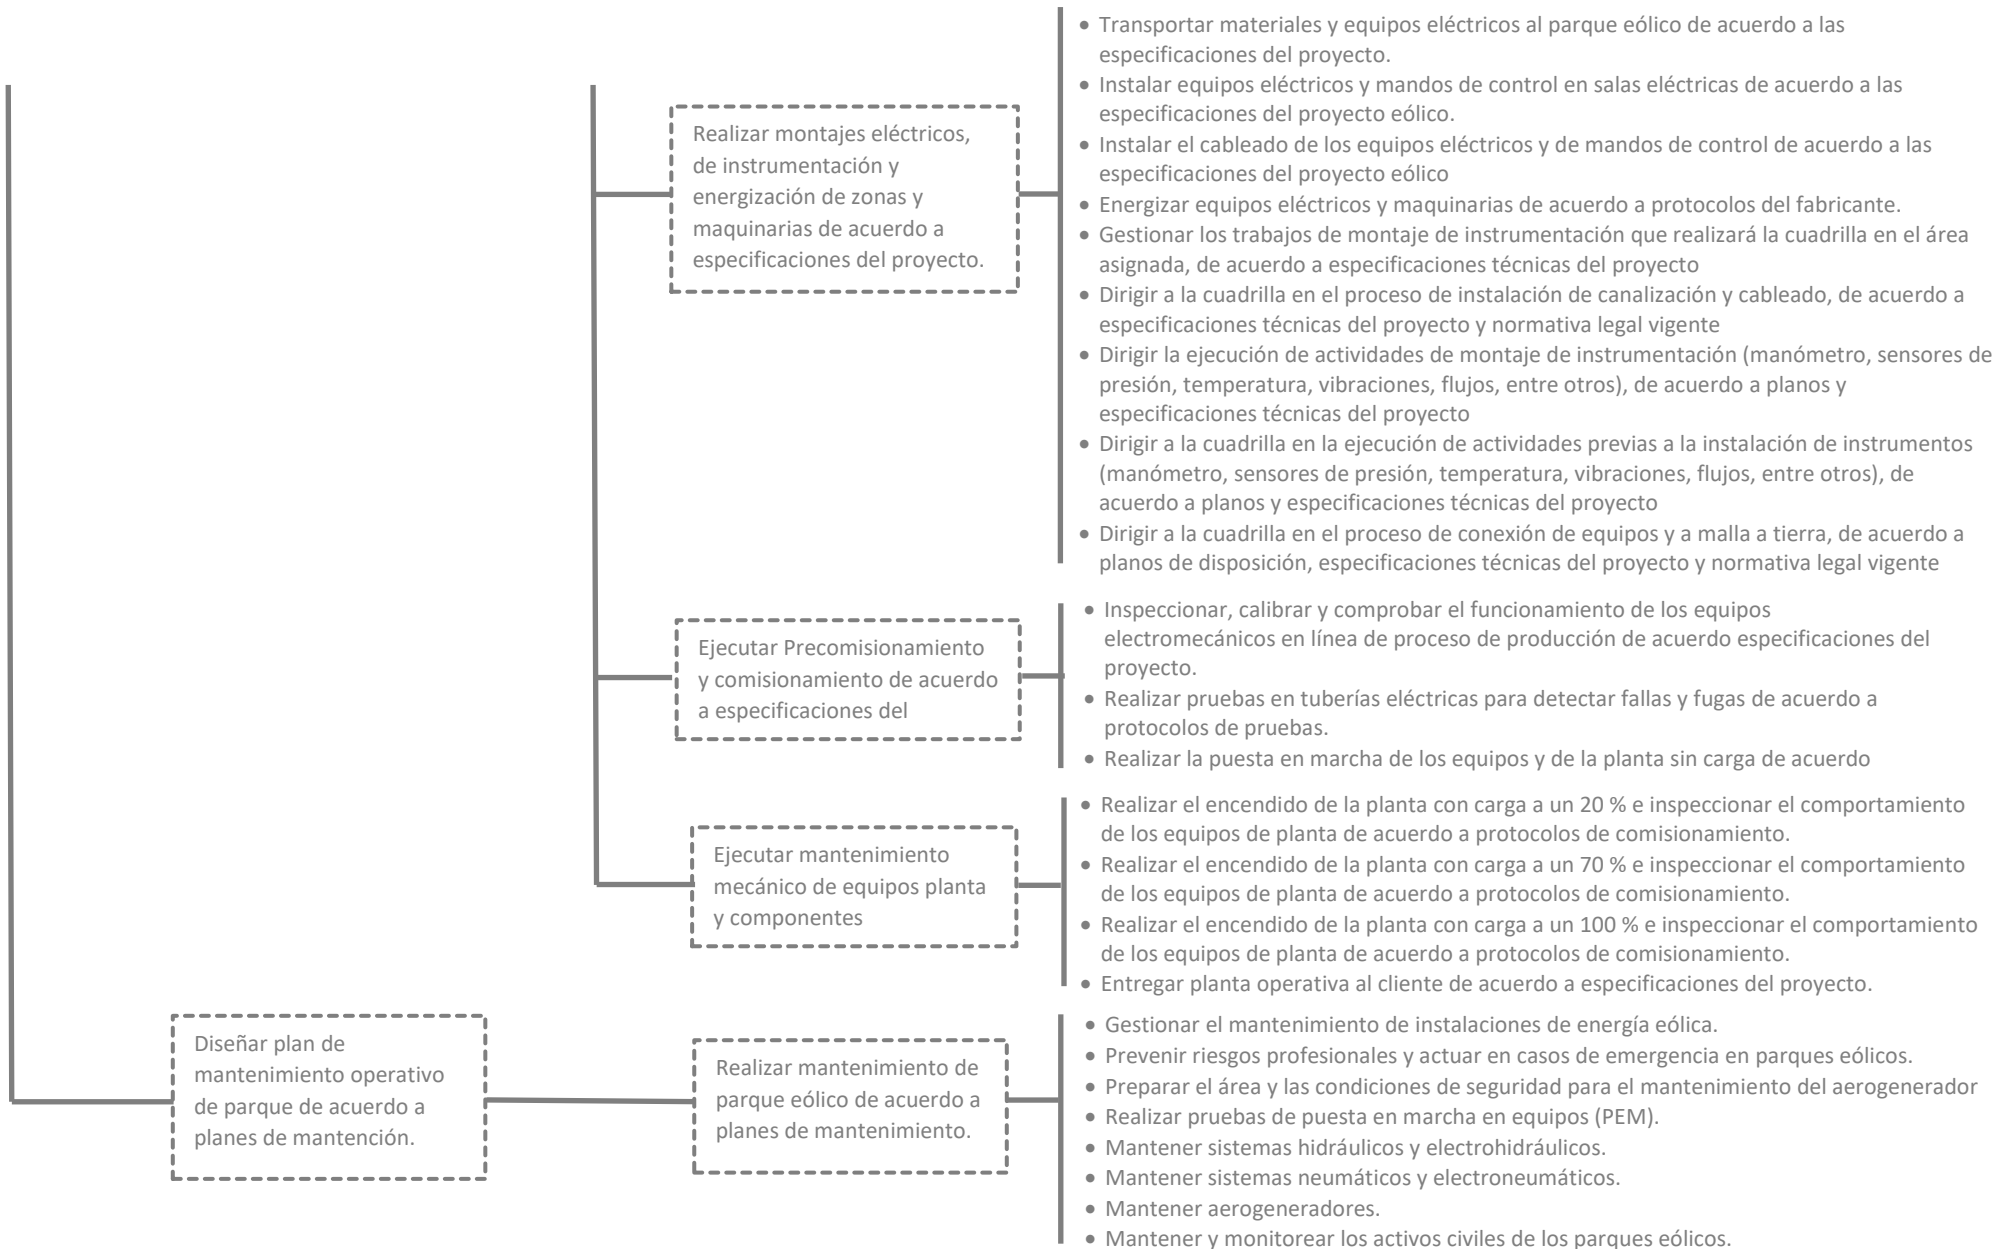 Realizar montajes eléctricos,
de instrumentación y
energización de zonas y
maquinarias de acuerdo a
especificaciones del proyecto.
• Transportar materiales y equipos eléctricos al parque eólico de acuerdo a las
especificaciones del proyecto.
• Instalar equipos eléctricos y mandos de control en salas eléctricas de acuerdo a las
especificaciones del proyecto eólico.
• Instalar el cableado de los equipos eléctricos y de mandos de control de acuerdo a las
especificaciones del proyecto eólico
• Energizar equipos eléctricos y maquinarias de acuerdo a protocolos del fabricante.
• Gestionar los trabajos de montaje de instrumentación que realizará la cuadrilla en el área
asignada, de acuerdo a especificaciones técnicas del proyecto
• Dirigir a la cuadrilla en el proceso de instalación de canalización y cableado, de acuerdo a
especificaciones técnicas del proyecto y normativa legal vigente
• Dirigir la ejecución de actividades de montaje de instrumentación (manómetro, sensores de
presión, temperatura, vibraciones, flujos, entre otros), de acuerdo a planos y
especificaciones técnicas del proyecto
• Dirigir a la cuadrilla en la ejecución de actividades previas a la instalación de instrumentos
(manómetro, sensores de presión, temperatura, vibraciones, flujos, entre otros), de
acuerdo a planos y especificaciones técnicas del proyecto
• Dirigir a la cuadrilla en el proceso de conexión de equipos y a malla a tierra, de acuerdo a
planos de disposición, especificaciones técnicas del proyecto y normativa legal vigente
Ejecutar Precomisionamiento
y comisionamiento de acuerdo
a especificaciones del
• Inspeccionar, calibrar y comprobar el funcionamiento de los equipos
electromecánicos en línea de proceso de producción de acuerdo especificaciones del
proyecto.
• Realizar pruebas en tuberías eléctricas para detectar fallas y fugas de acuerdo a
protocolos de pruebas.
• Realizar la puesta en marcha de los equipos y de la planta sin carga de acuerdo
Ejecutar mantenimiento
mecánico de equipos planta
y componentes
• Realizar el encendido de la planta con carga a un 20 % e inspeccionar el comportamiento
de los equipos de planta de acuerdo a protocolos de comisionamiento.
• Realizar el encendido de la planta con carga a un 70 % e inspeccionar el comportamiento
de los equipos de planta de acuerdo a protocolos de comisionamiento.
• Realizar el encendido de la planta con carga a un 100 % e inspeccionar el comportamiento
de los equipos de planta de acuerdo a protocolos de comisionamiento.
• Entregar planta operativa al cliente de acuerdo a especificaciones del proyecto.
Diseñar plan de
mantenimiento operativo
de parque de acuerdo a
planes de mantención.
Realizar mantenimiento de
parque eólico de acuerdo a
planes de mantenimiento.
• Gestionar el mantenimiento de instalaciones de energía eólica.
• Prevenir riesgos profesionales y actuar en casos de emergencia en parques eólicos.
• Preparar el área y las condiciones de seguridad para el mantenimiento del aerogenerador
• Realizar pruebas de puesta en marcha en equipos (PEM).
• Mantener sistemas hidráulicos y electrohidráulicos.
• Mantener sistemas neumáticos y electroneumáticos.
• Mantener aerogeneradores.
• Mantener y monitorear los activos civiles de los parques eólicos.